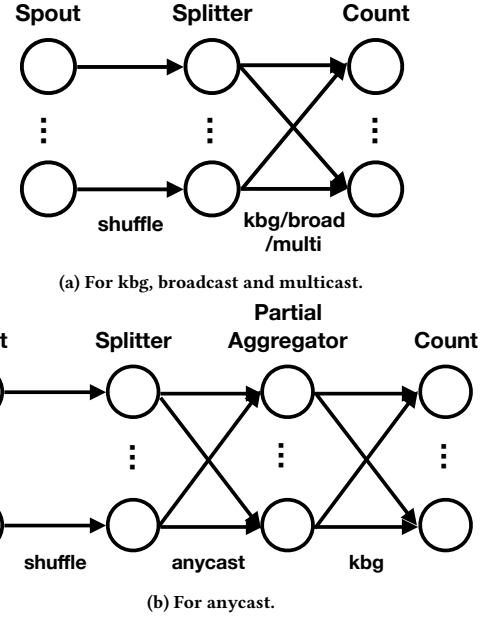 Spout Splitter Count
shuffle
kbg/broad
/multi
(a) For kbg, broadcast and multicast.
Partial
Splitter Aggregator Count
shuffle anycast kbg
(b) For anycast.